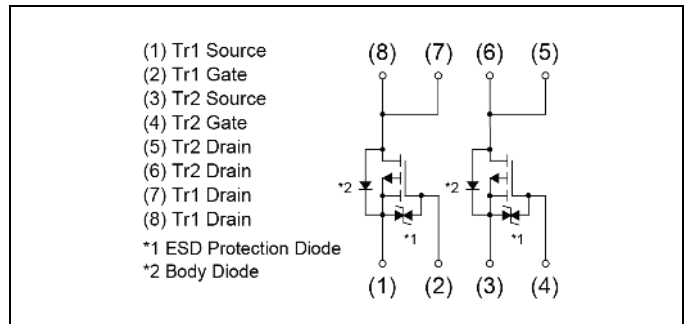 (1) Tr1 Source
(2) Tr1 Gate
(3) Tr2 Source
(4) Tr2 Gate
(5) Tr2 Drain
(6) Tr2 Drain
(7) Tr1 Drain
(8) Tr1 Drain
*1 ESD Protection Diode
*2 Body Diode
(8) (7) (6) (5)
*2 *2
*1 *1
(1) (2) (3) (4)